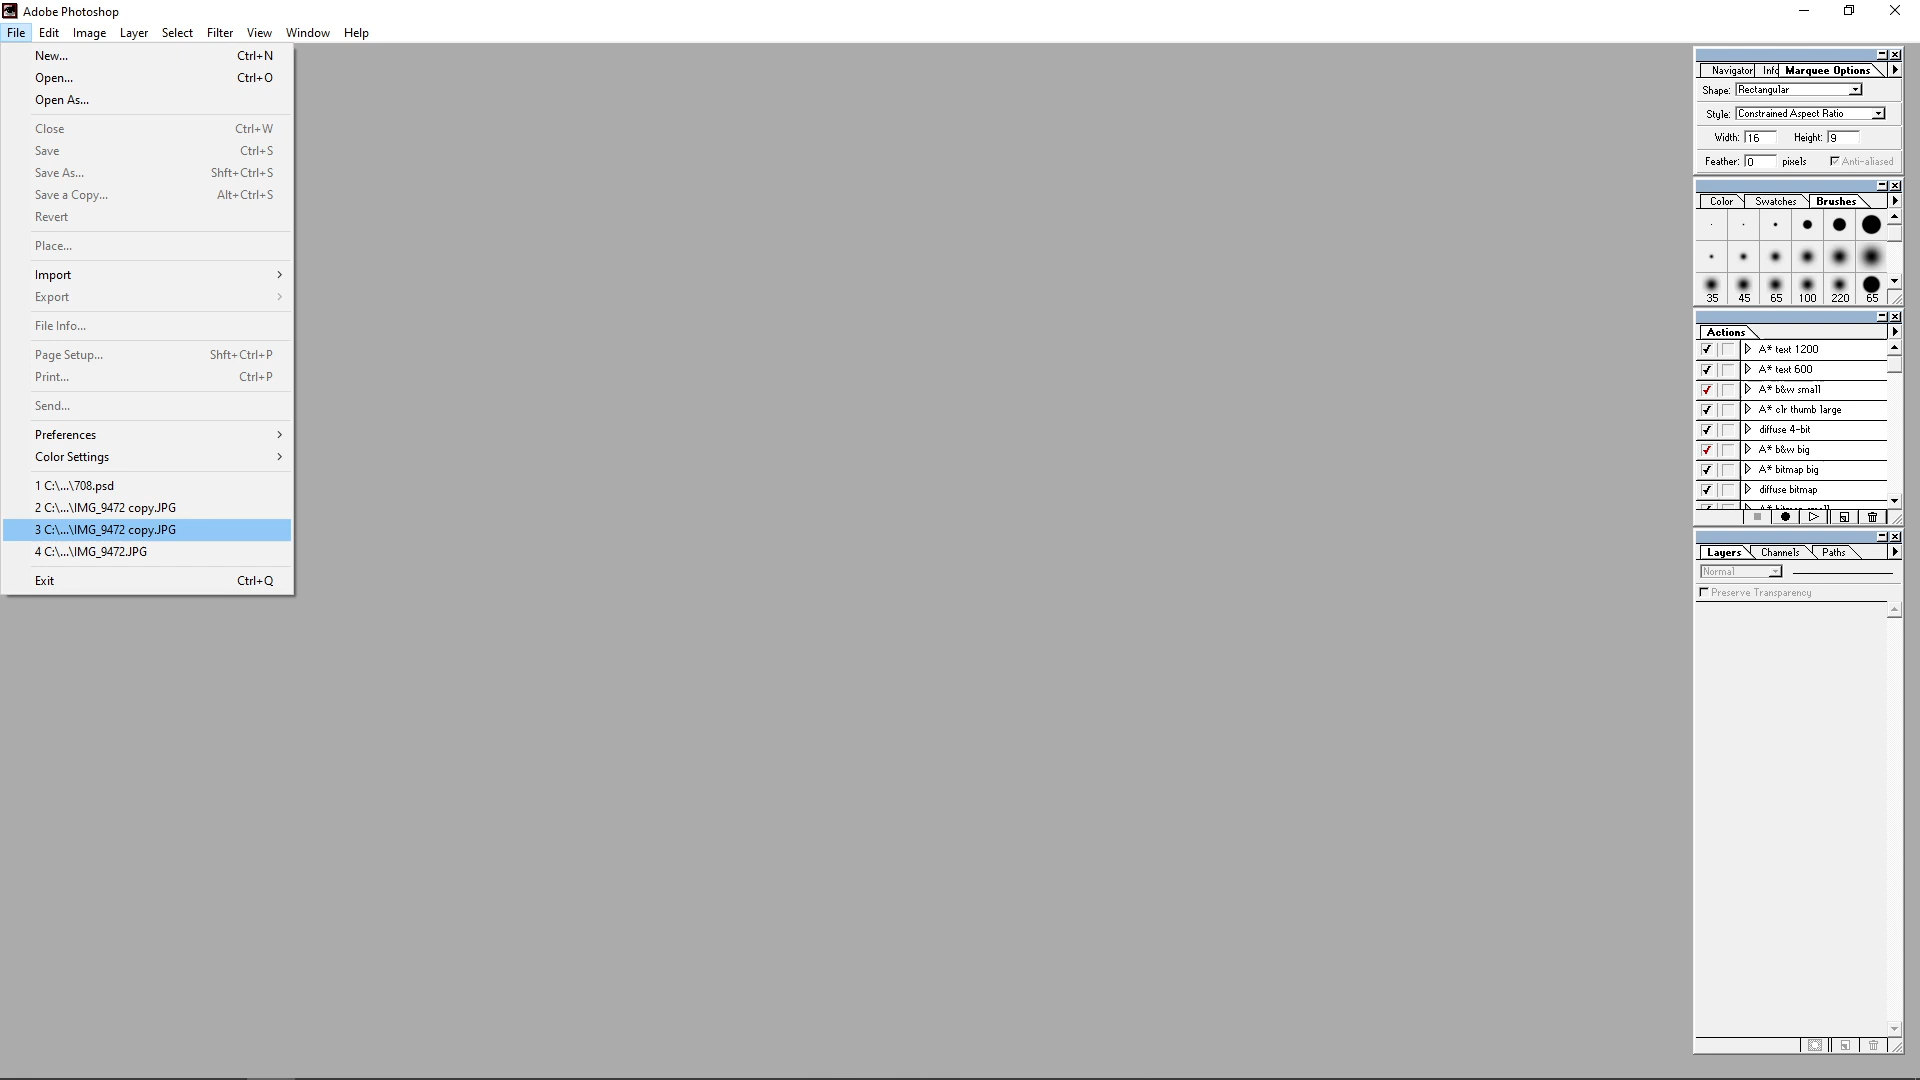 Adobe Photoshop
File Edit Image Layer Select Filter View Window Help
New... Ctrl+N
Open... Ctrl+O
Open As...
Close Ctrl+W
Save Ctrl+S
Save As... Shft+Ctrl+S
Save a Copy... Alt+Ctrl+S
Revert
Place...
Import
Export
File Info...
Page Setup... Shft+Ctrl+P
Print... Ctrl+P
Send...
Preferences
Color Settings
1 C:\...\708.psd
2 C:\...\IMG_9472 copy.JPG
3 C:\...\IMG_9472 copy.JPG
4 C:\...\IMG_9472.JPG
Exit Ctrl+Q
Navigator Info Marquee Options
Shape: Rectangular
Style: Constrained Aspect Ratio
Width: 16 Height: 9
Feather: 0 pixels Anti-aliased
Color Swatches Brushes
35 45 65 100 220 65
Actions
A* text 1200
A* text 600
A* b&w small
A* clr thumb large
diffuse 4-bit
A* b&w big
A* bitmap big
diffuse bitmap
Layers Channels Paths
Normal
Preserve Transparency